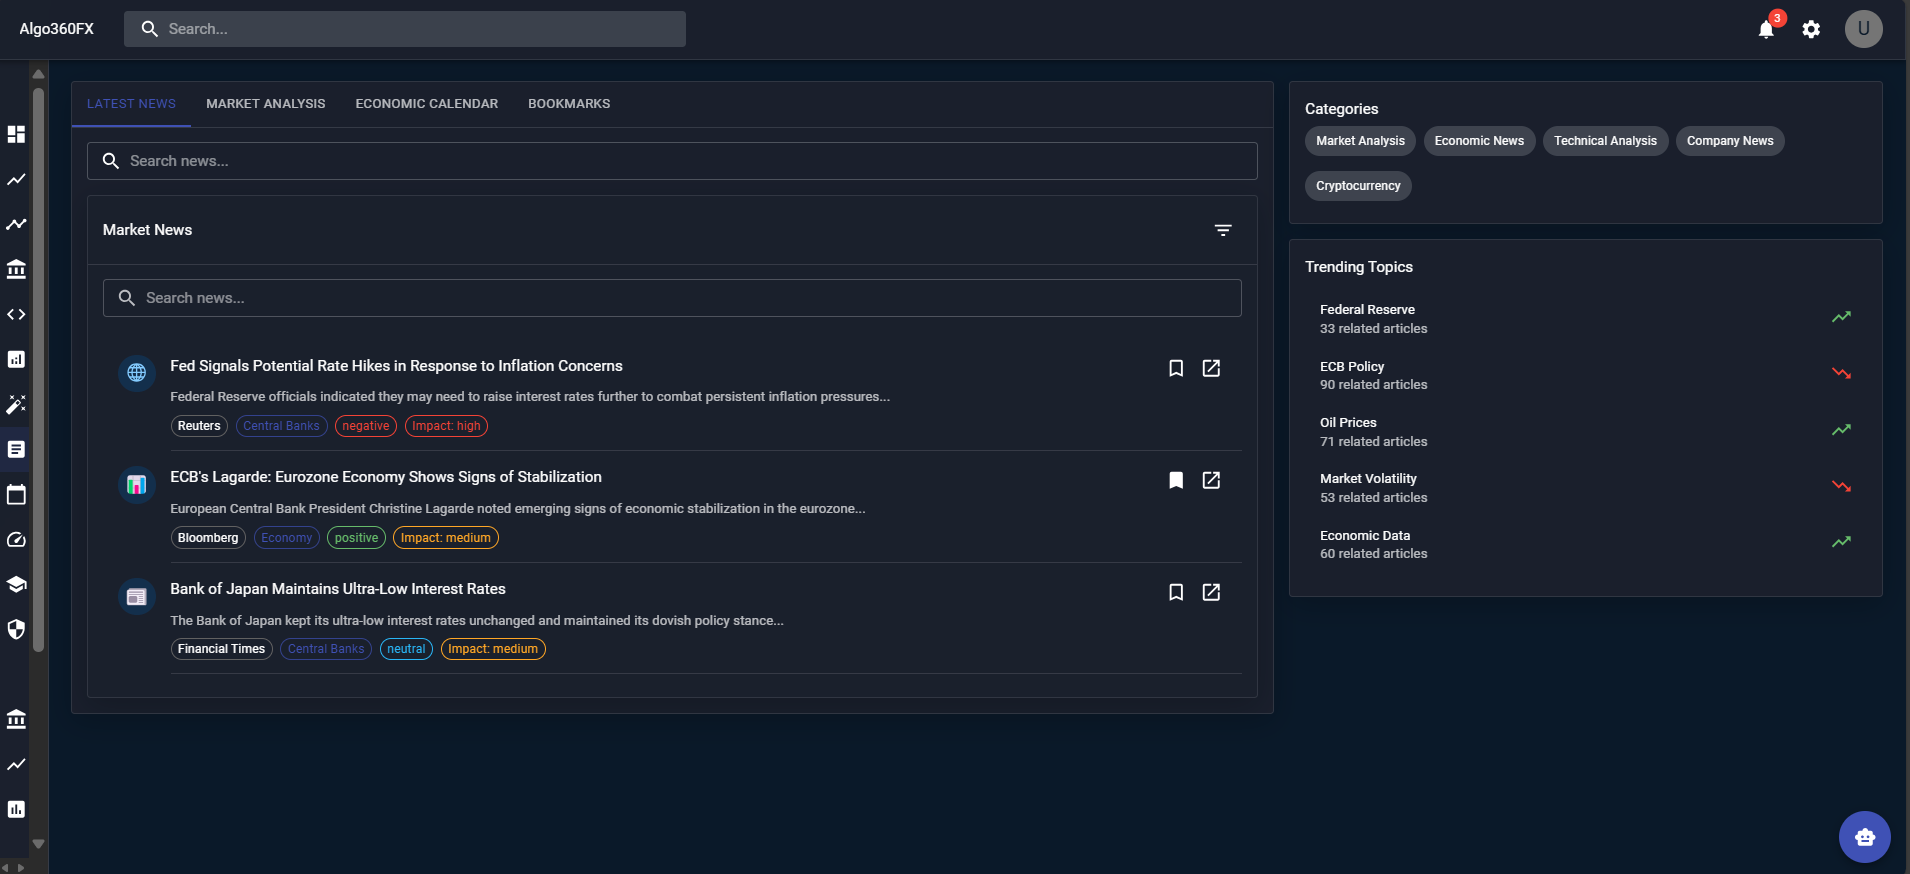 Algo360FX
Search...
3
U
LATEST NEWS MARKET ANALYSIS ECONOMIC CALENDAR BOOKMARKS
Search news...
Market News
Search news...
Fed Signals Potential Rate Hikes in Response to Inflation Concerns
Federal Reserve officials indicated they may need to raise interest rates further to combat persistent inflation pressures...
Reuters Central Banks negative Impact: high
ECB's Lagarde: Eurozone Economy Shows Signs of Stabilization
European Central Bank President Christine Lagarde noted emerging signs of economic stabilization in the eurozone...
Bloomberg Economy positive Impact: medium
Bank of Japan Maintains Ultra-Low Interest Rates
The Bank of Japan kept its ultra-low interest rates unchanged and maintained its dovish policy stance...
Financial Times Central Banks neutral Impact: medium
Categories
Market Analysis Economic News Technical Analysis Company News
Cryptocurrency
Trending Topics
Federal Reserve
33 related articles
ECB Policy
90 related articles
Oil Prices
71 related articles
Market Volatility
53 related articles
Economic Data
60 related articles